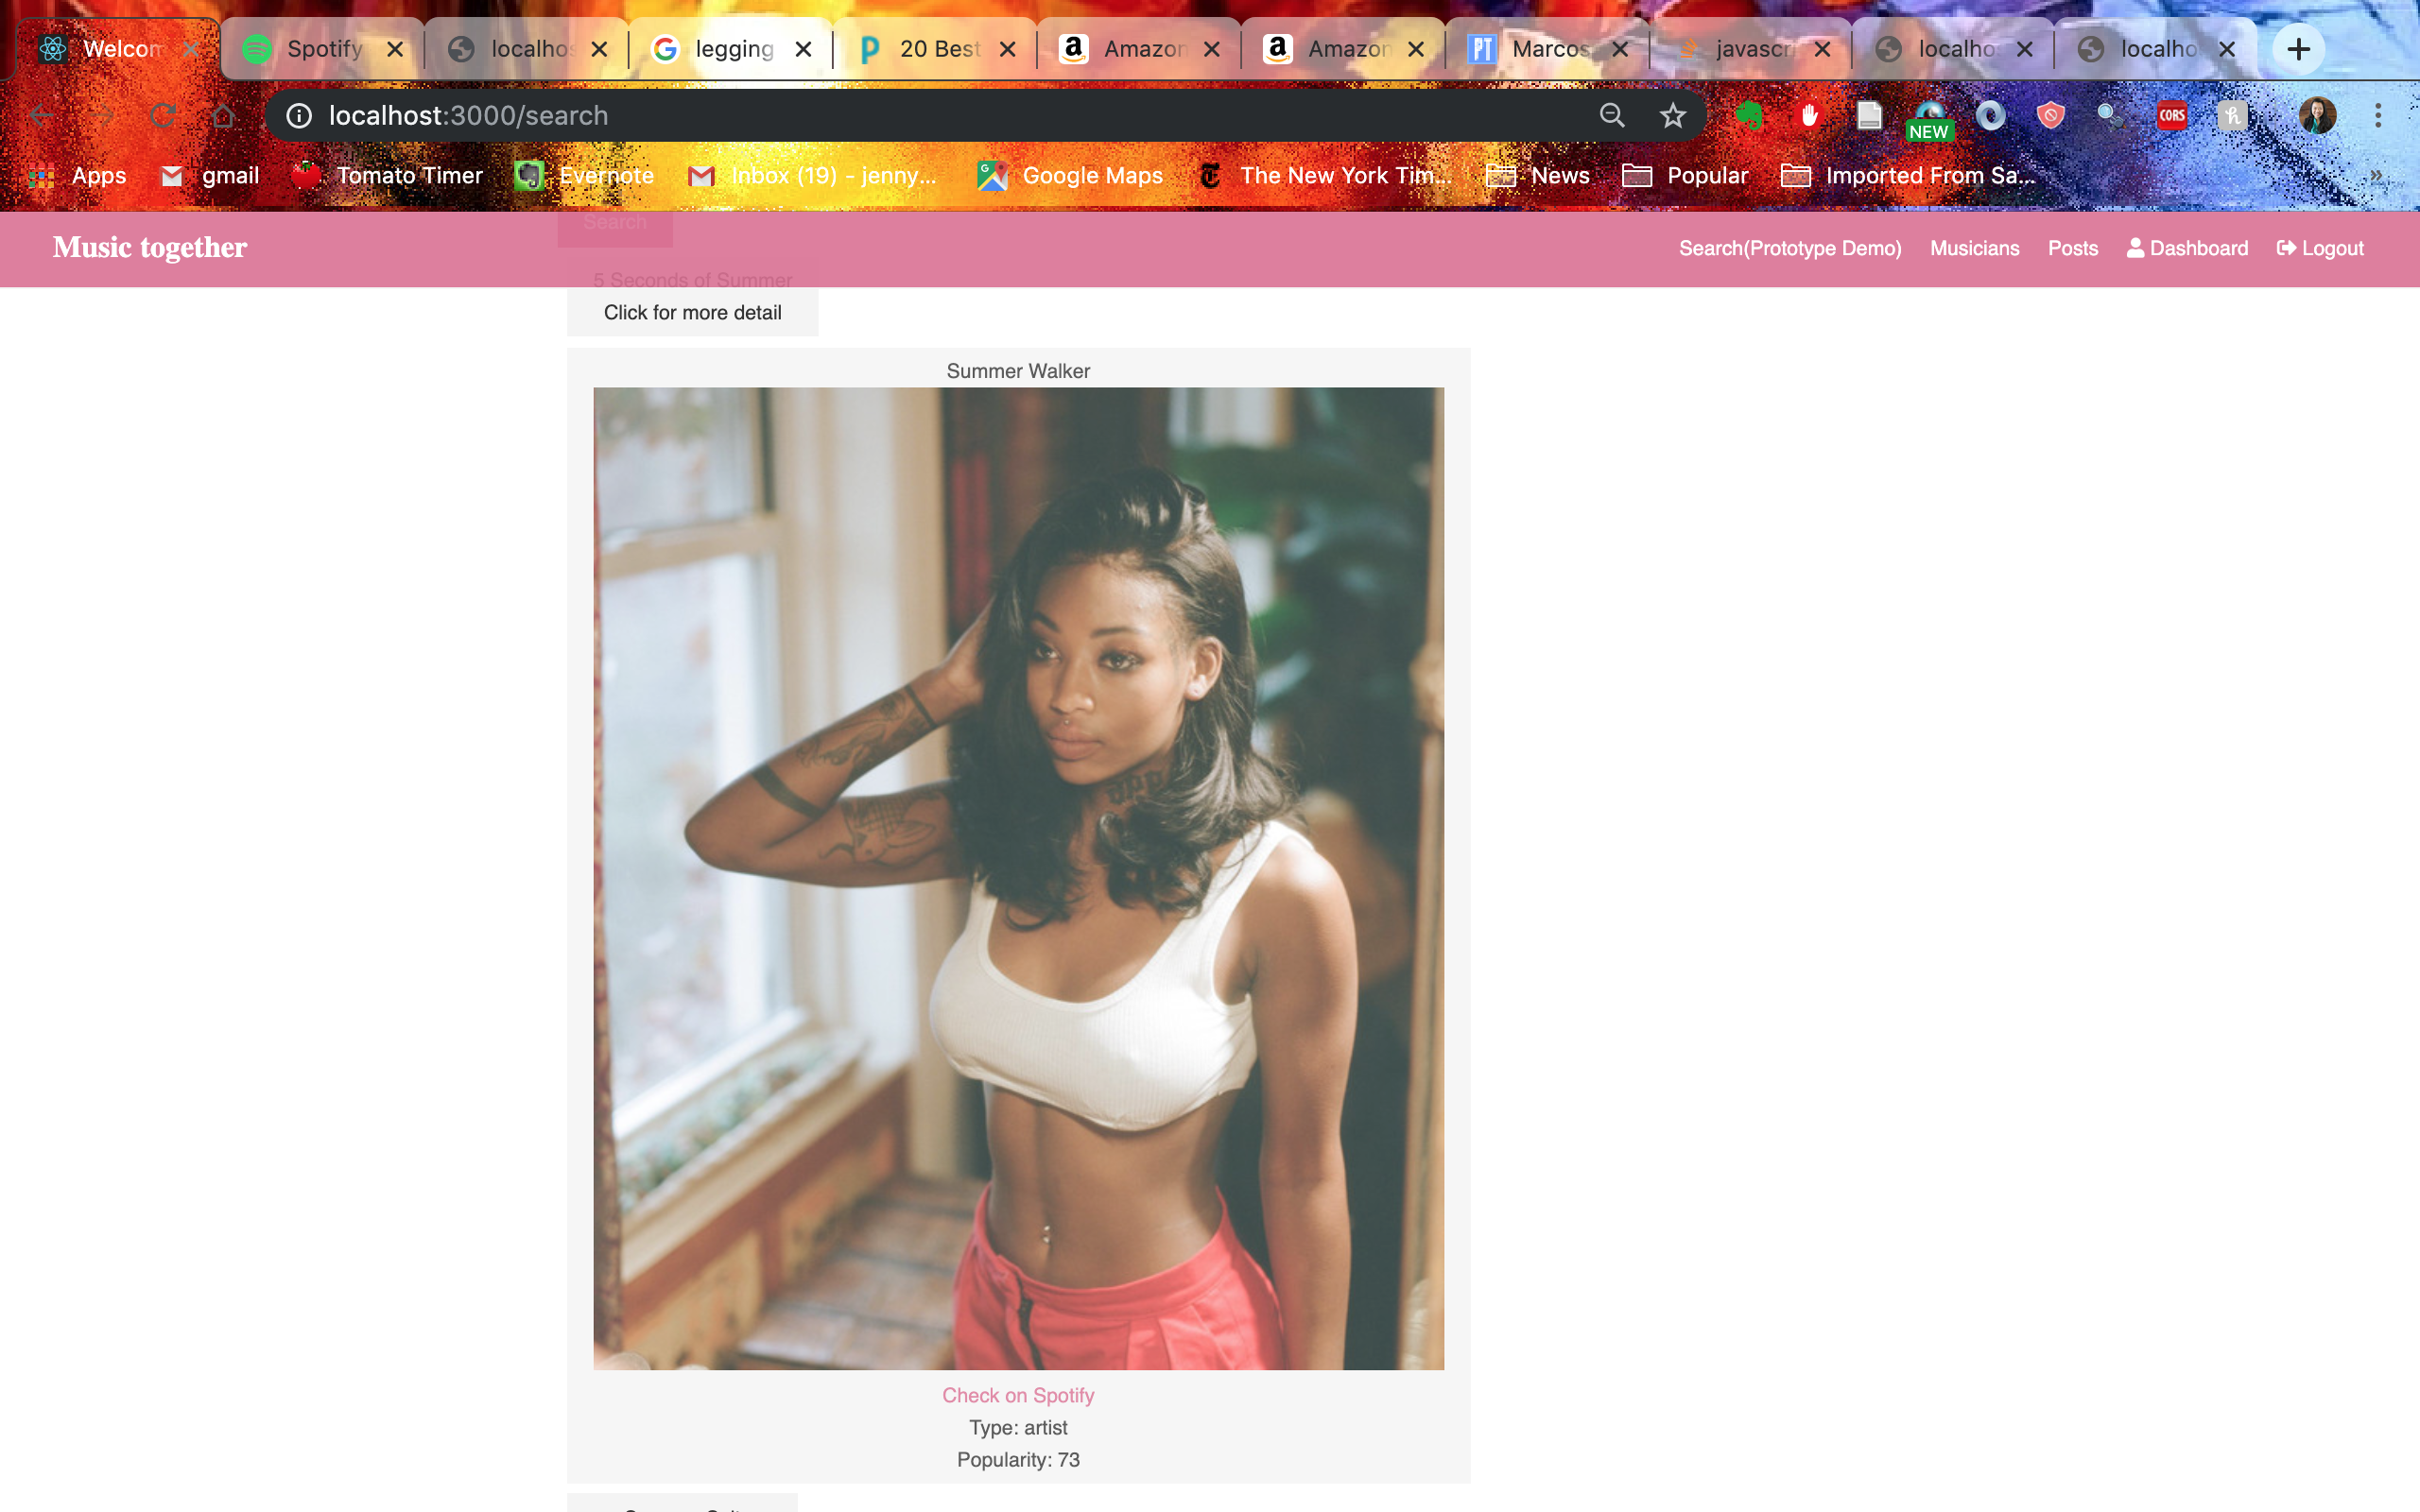 Welcom Spotify localhos legging 20 Best Amazon Amazon Marcos javascri localho localho
localhost:3000/search
NEW CORS
Apps gmail Tomato Timer Evernote Inbox (19) - jenny... Google Maps The New York Tim... News Popular Imported From Sa... »
Search
Music together Search(Prototype Demo) Musicians Posts Dashboard Logout
5 Seconds of Summer
Click for more detail
Summer Walker
Check on Spotify
Type: artist
Popularity: 73